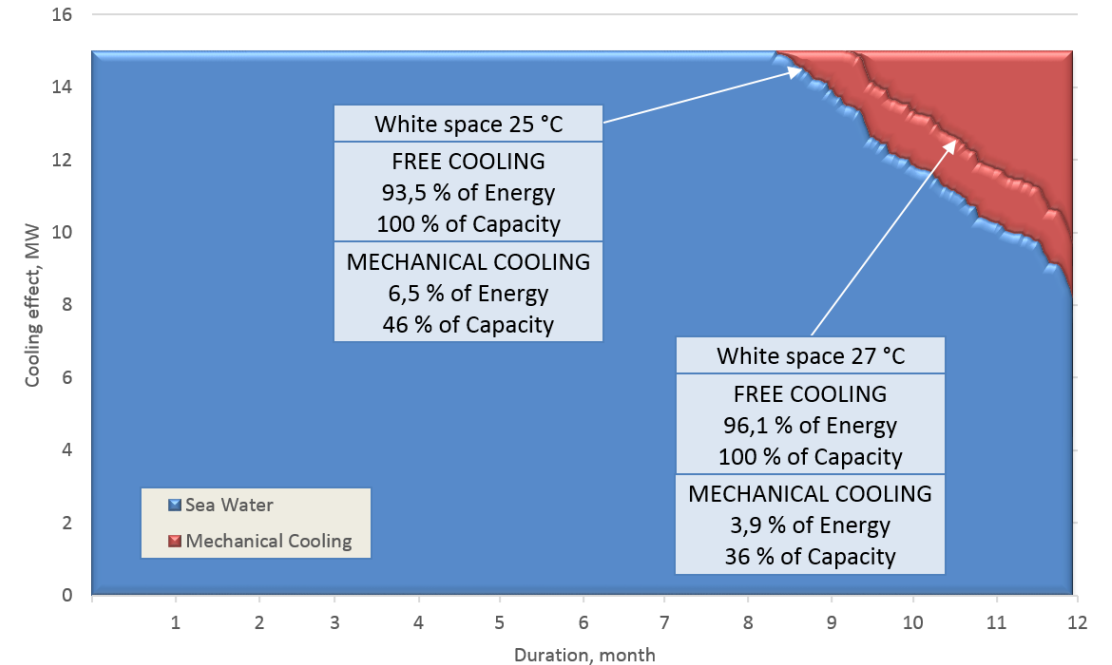 16
14
12
10
8
6
4
2
0
Cooling effect, MW
White space 25 °C
FREE COOLING
93,5 % of Energy
100 % of Capacity
MECHANICAL COOLING
6,5 % of Energy
46 % of Capacity
White space 27 °C
FREE COOLING
96,1 % of Energy
100 % of Capacity
MECHANICAL COOLING
3,9 % of Energy
36 % of Capacity
Sea Water
Mechanical Cooling
1 2 3 4 5 6 7 8 9 10 11 12
Duration, month